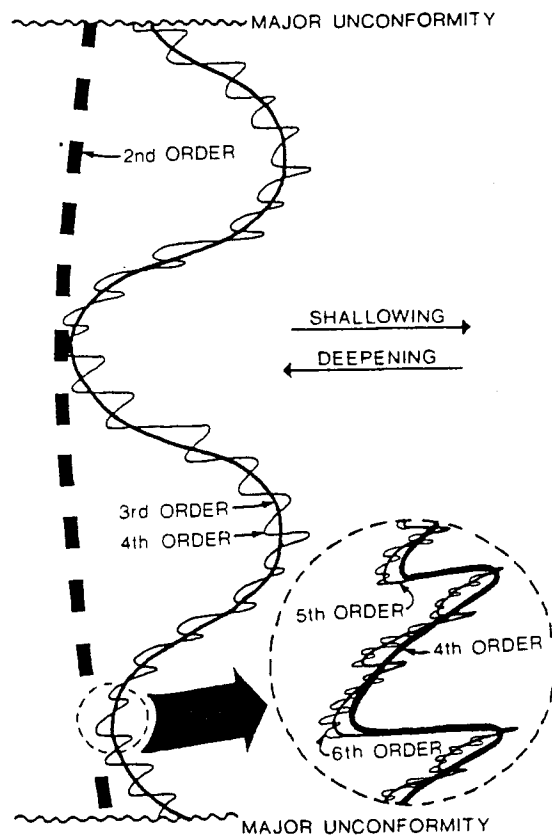 MAJOR UNCONFORMITY
2nd ORDER
SHALLOWING
DEEPENING
3rd ORDER
4th ORDER
5th ORDER
4th ORDER
6th ORDER
MAJOR UNCONFORMITY